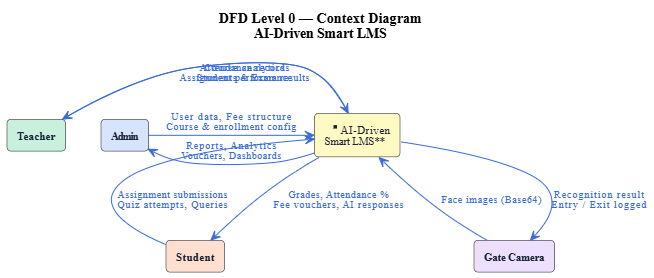 DFD Level 0 — Context Diagram
AI-Driven Smart LMS
Teacher
Admin
User data, Fee structure
Course & enrollment config
Reports, Analytics
Vouchers, Dashboards
AI-Driven
Smart LMS**
Assignment submissions
Quiz attempts, Queries
Grades, Attendance %
Fee vouchers, AI responses
Face images (Base64)
Recognition result
Entry / Exit logged
Student
Gate Camera